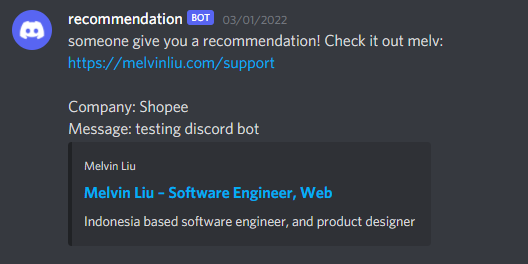 recommendation BOT 03/01/2022
someone give you a recommendation! Check it out melv:
https://melvinliu.com/support
Company: Shopee
Message: testing discord bot
Melvin Liu
Melvin Liu – Software Engineer, Web
Indonesia based software engineer, and product designer